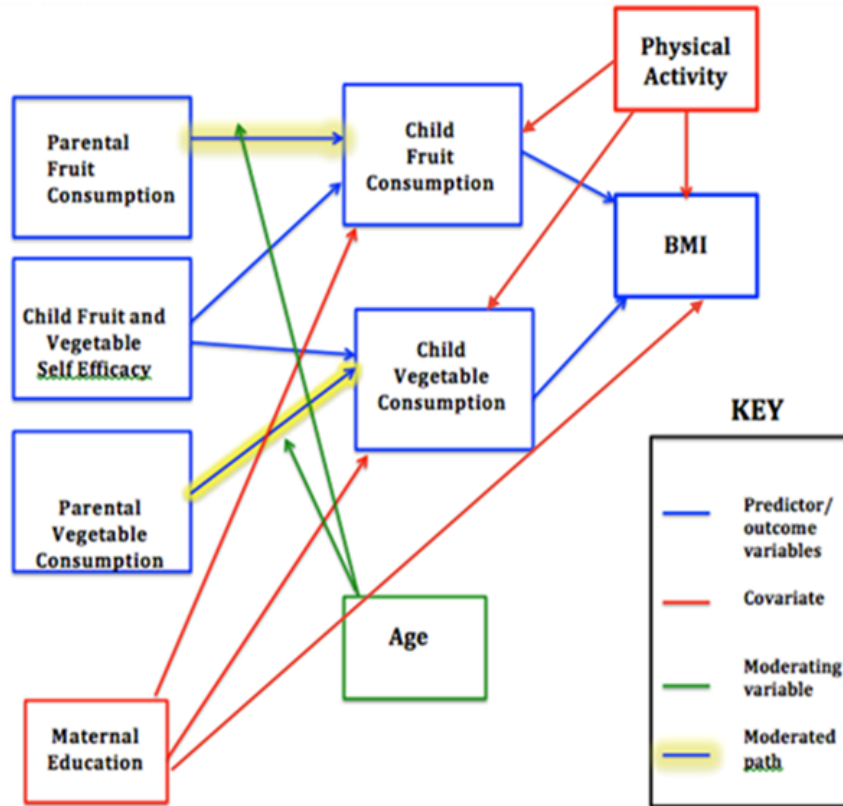 Physical
Activity
Parental
Fruit
Consumption
Child
Fruit
Consumption
BMI
Child Fruit and
Vegetable
Self Efficacy
Child
Vegetable
Consumption
Parental
Vegetable
Consumption
Age
Maternal
Education
KEY
Predictor/
outcome
variables
Covariate
Moderating
variable
Moderated
path